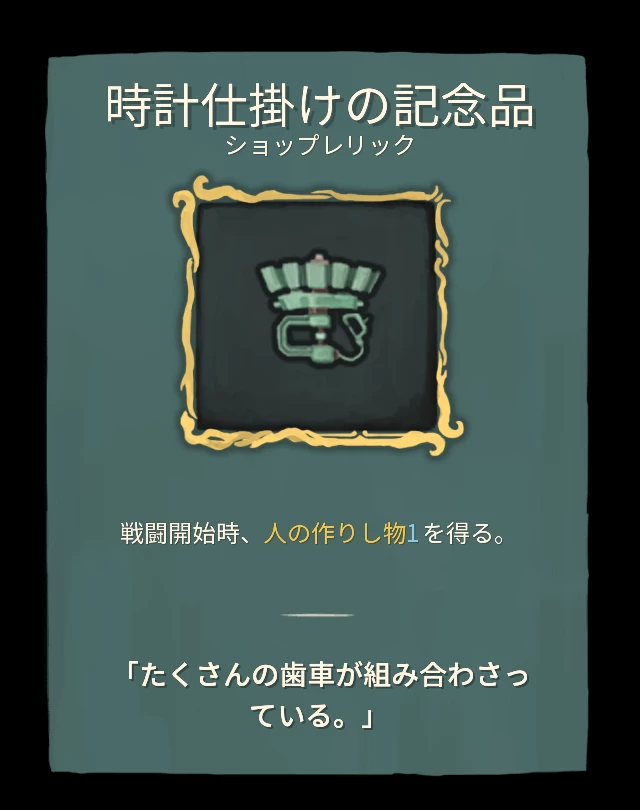 時計仕掛けの記念品
ショップレリック
戦闘開始時、人の作りし物1を得る。
「たくさんの歯車が組み合わさっ
ている。」